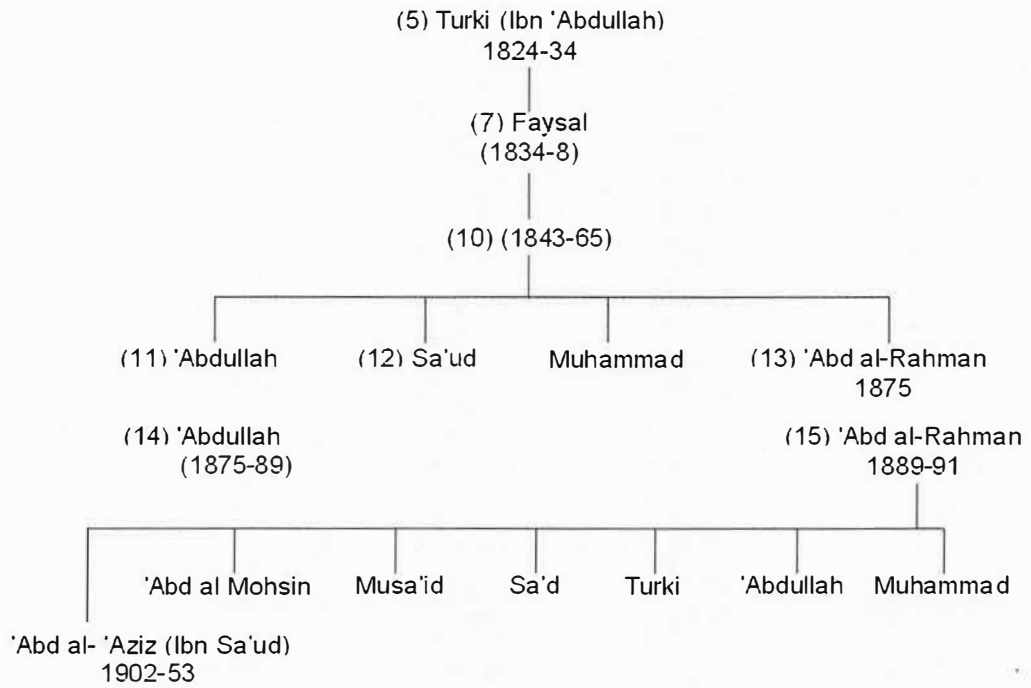 (5) Turki (Ibn 'Abdullah)
1824-34
(7) Faysal
(1834-8)
(10) (1843-65)
(11) 'Abdullah
(12) Sa'ud
Muhammad
(13) 'Abd al-Rahman
1875
(14) 'Abdullah
(1875-89)
(15) 'Abd al-Rahman
1889-91
'Abd al Mohsin
Musa'id
Sa'd
Turki
'Abdullah
Muhammad
'Abd al- 'Aziz (Ibn Sa'ud)
1902-53